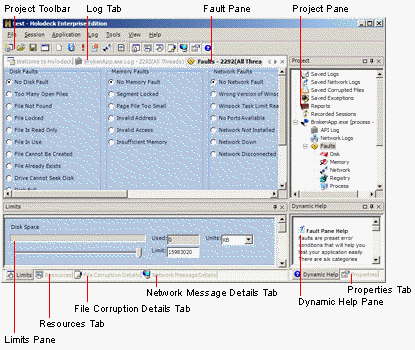 Project Toolbar Log Tab Fault Pane Project Pane
test - Holodeck Enterprise Edition
File Session Application Log Tools View Help
Welcome to Holodeck BrokenApp.exe Log - 2292(All Threads) Faults - 2292(All Threa
Project
Disk Faults
No Disk Fault
Too Many Open Files
File Not Found
File Locked
File Is Read Only
File In Use
File Cannot Be Created
File Already Exists
Drive Cannot Seek Disk
Memory Faults
No Memory Fault
Segment Locked
Page File Too Small
Invalid Address
Invalid Access
Insufficient Memory
Network Faults
No Network Fault
Wrong Version of Winsoc
Winsock Task Limit Rea
No Ports Available
Network Not Installed
Network Down
Network Disconnected
Saved Logs
Saved Network Logs
Saved Corrupted Files
Saved Exceptions
Reports
Recorded Sessions
BrokenApp.exe (process -
API Log
Network Logs
Faults
Disk
Memory
Network
Registry
Process
Limits
Disk Space
Used: 0 Units: KB
Limit: 15983020
Dynamic Help
Fault Pane Help
Faults are preset error
conditions that will help you
that your application easily.
There are six categories
Limits Resources File Corruption Details Network MessageDetails
Dynamic Help Properties
Network Message Details Tab
File Corruption Details Tab
Resources Tab
Limits Pane
Properties Tab
Dynamic Help Pane